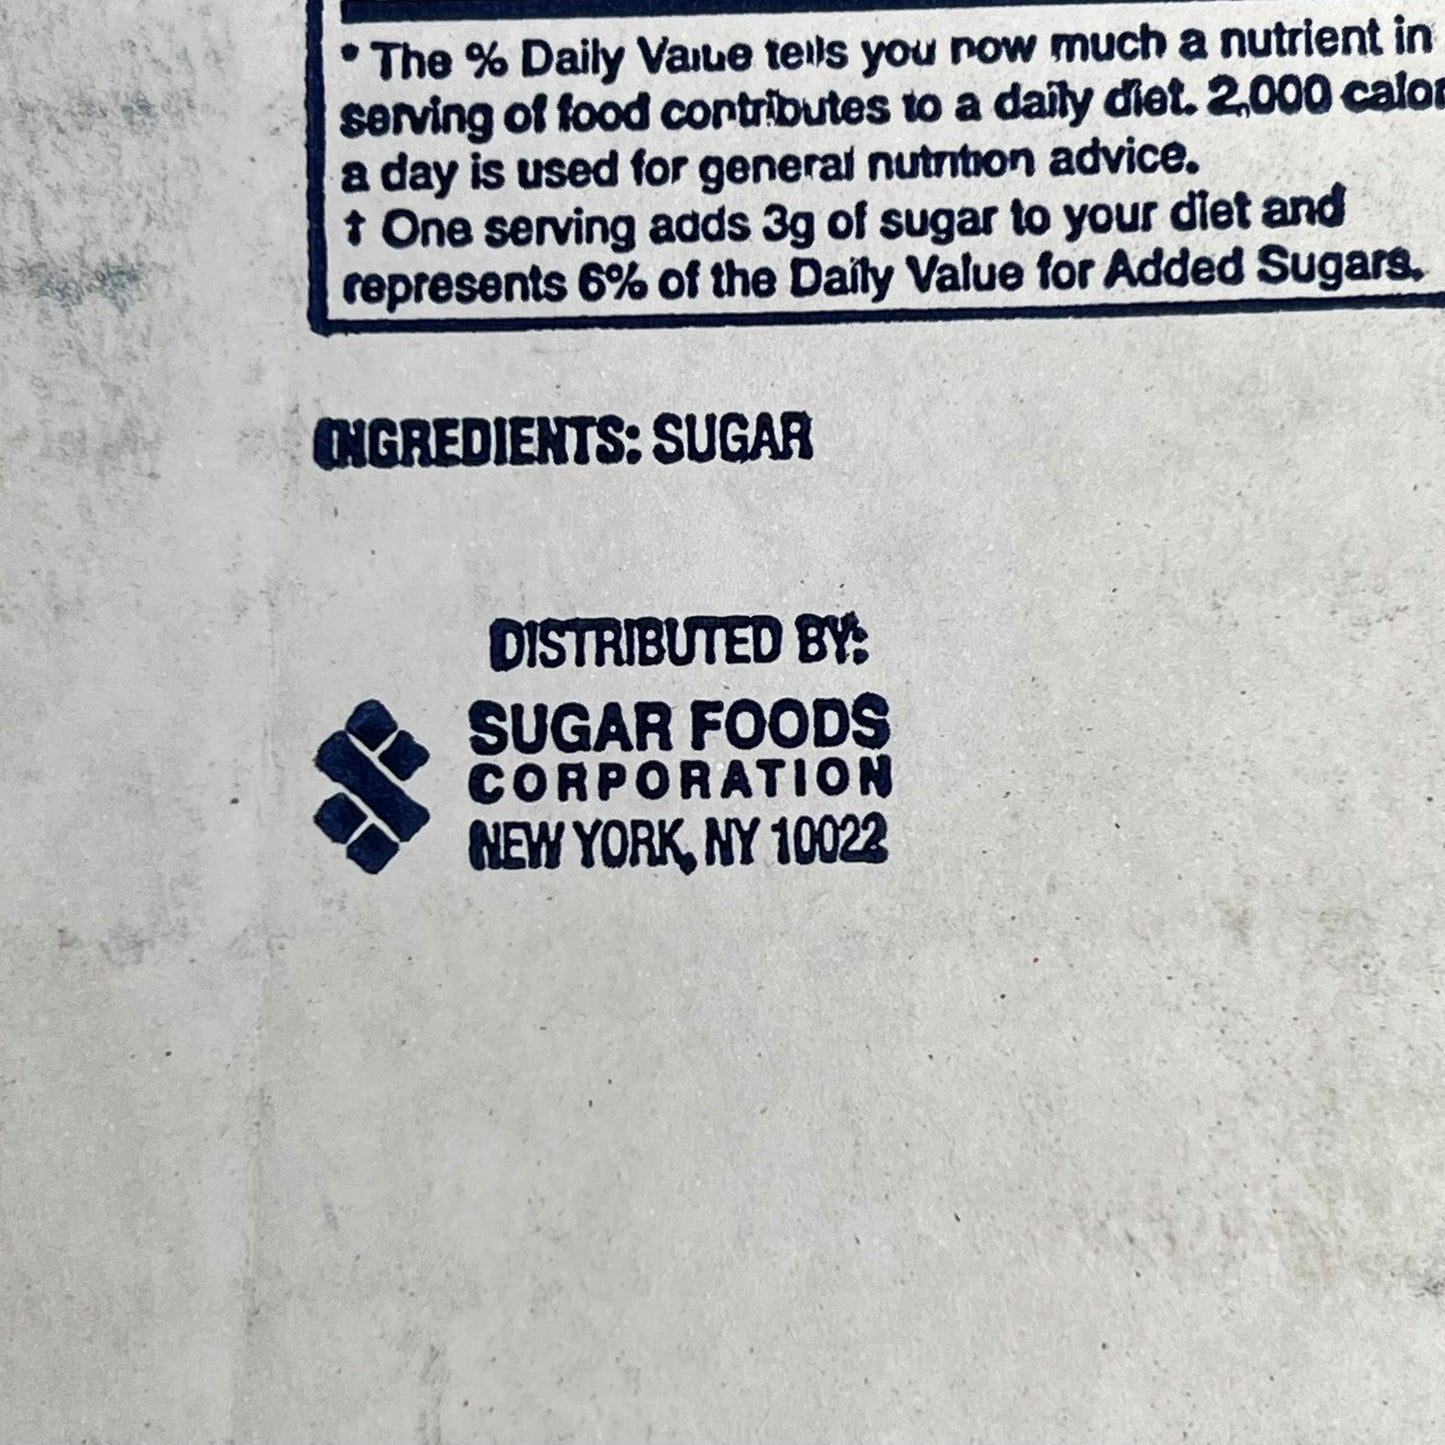 * The % Daily Value tells you how much a nutrient in
serving of food contributes to a daily diet. 2,000 calor
a day is used for general nutrition advice.
† One serving adds 3g of sugar to your diet and
represents 6% of the Daily Value for Added Sugars.
INGREDIENTS: SUGAR
DISTRIBUTED BY:
SUGAR FOODS
CORPORATION
NEW YORK, NY 10022